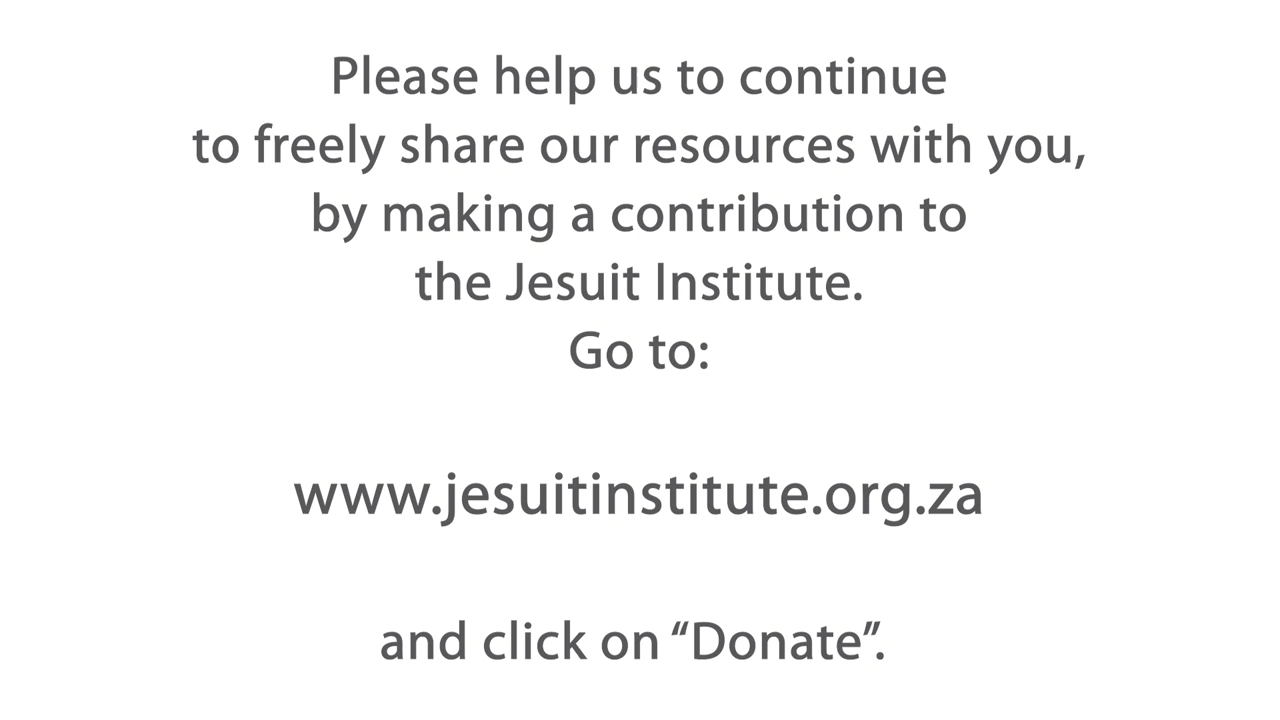 Please help us to continue
to freely share our resources with you,
by making a contribution to
the Jesuit Institute.
Go to:
www.jesuitinstitute.org.za
and click on “Donate”.